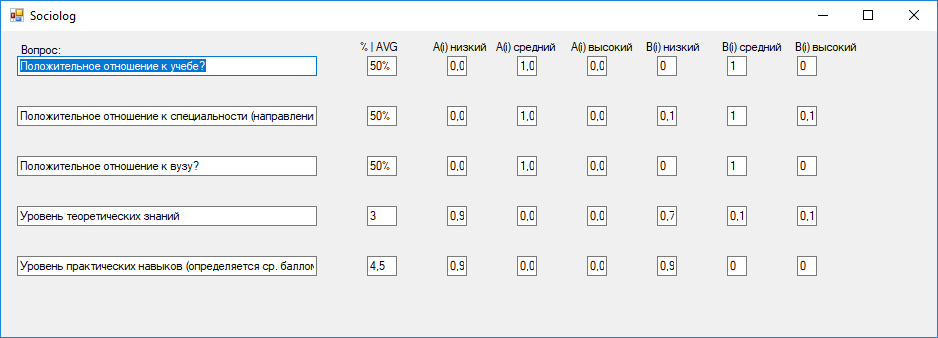 Sociolog
Вопрос: % | AVG A(i) низкий A(i) средний A(i) высокий B(i) низкий B(i) средний B(i) высокий
Положительное отношение к учебе? 50% 0,0 1,0 0,0 0 1 0
Положительное отношение к специальности (направлени 50% 0,0 1,0 0,0 0,1 1 0,1
Положительное отношение к вузу? 50% 0,0 1,0 0,0 0 1 0
Уровень теоретических знаний 3 0,9 0,0 0,0 0,7 0,1 0,1
Уровень практических навыков (определяется ср. баллом 4,5 0,9 0,0 0,0 0,9 0 0